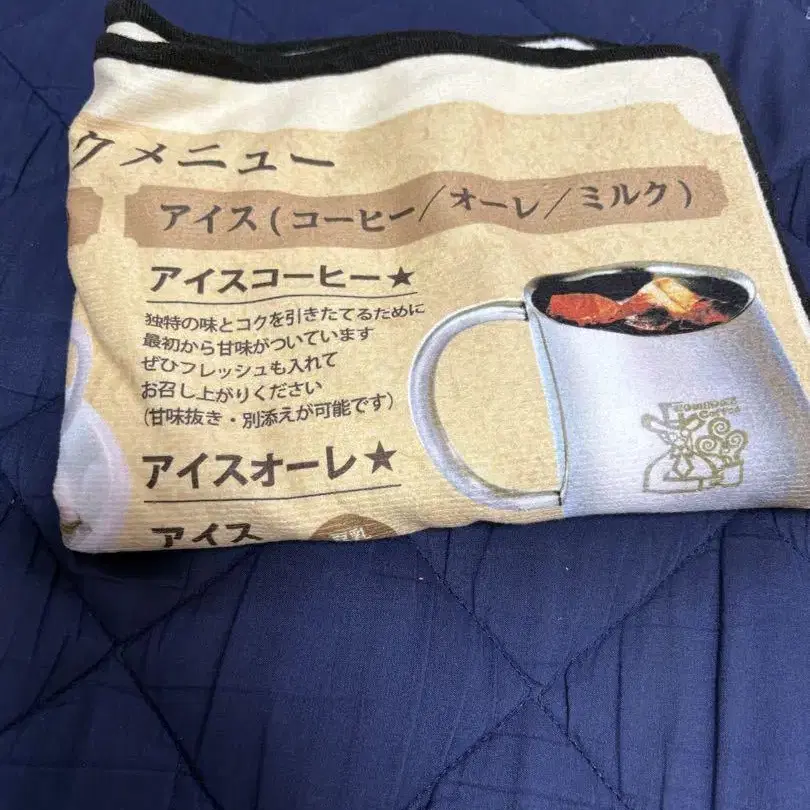 クメニュー
アイス(コーヒー/オーレ/ミルク)
アイスコーヒー★
独特の味とコクを引きたてるために
最初から甘味がついています
ぜひフレッシュも入れて
お召し上がりください
(甘味抜き・別添えが可能です)
アイスオーレ★
アイス